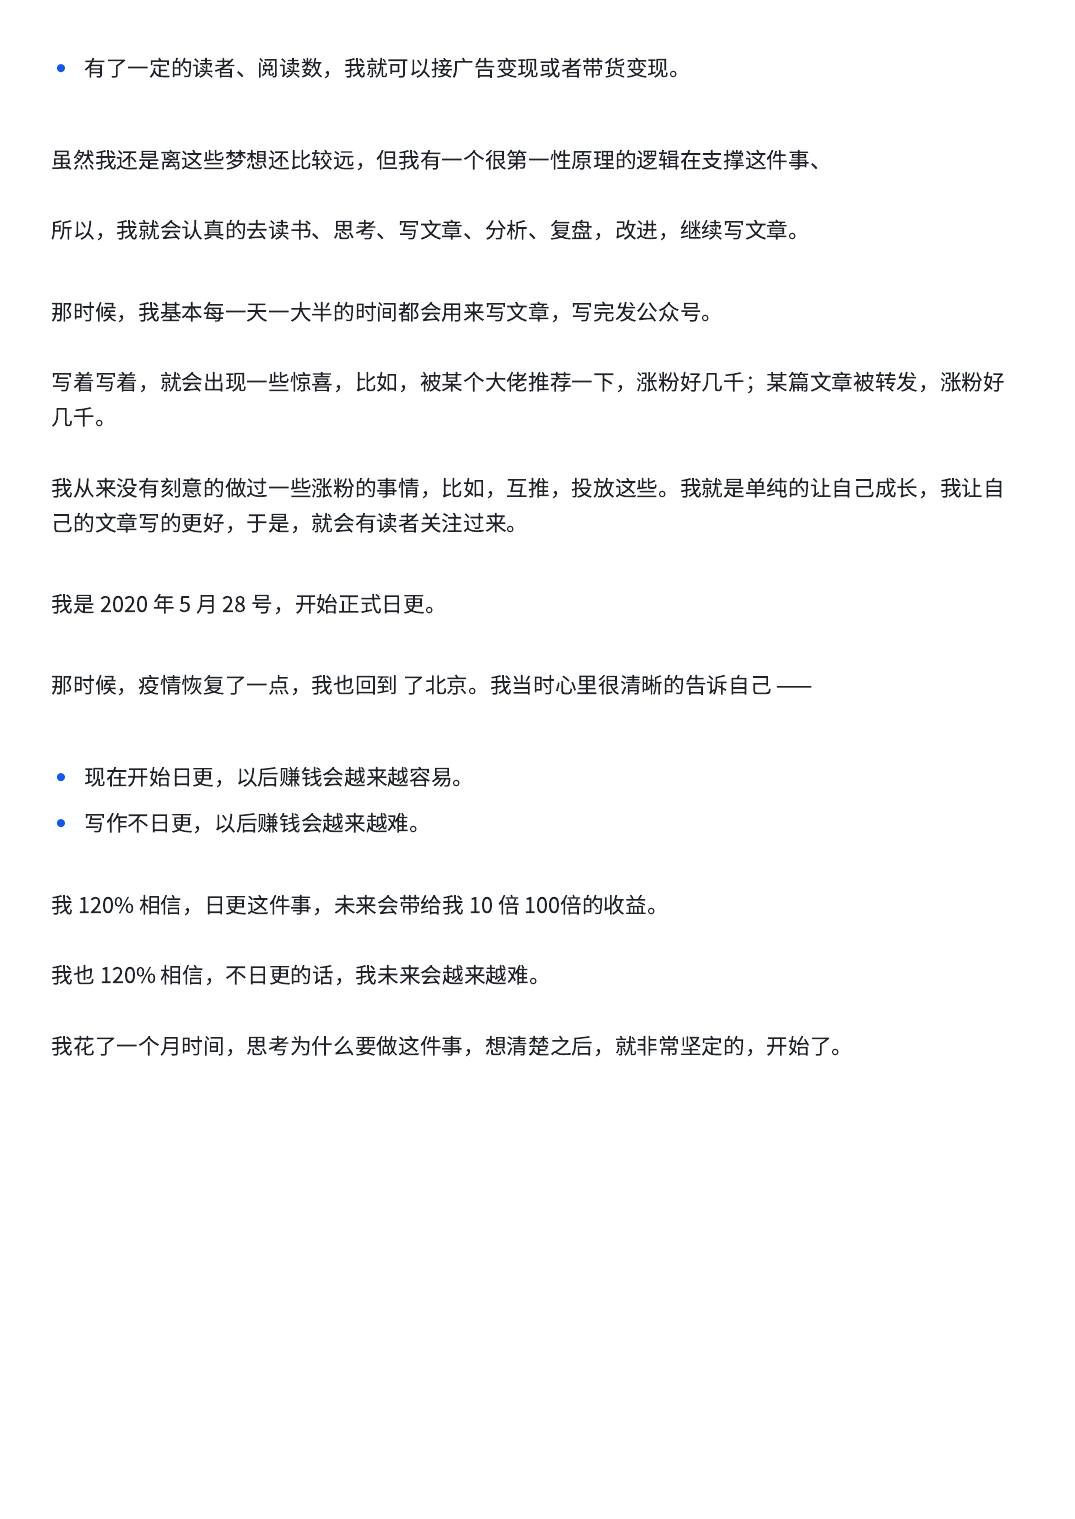 • 有了一定的读者、阅读数，我就可以接广告变现或者带货变现。
虽然我还是离这些梦想还比较远，但我有一个很第一性原理的逻辑在支撑这件事、
所以，我就会认真的去读书、思考、写文章、分析、复盘，改进，继续写文章。
那时候，我基本每一天一大半的时间都会用来写文章，写完发公众号。
写着写着，就会出现一些惊喜，比如，被某个大佬推荐一下，涨粉好几千；某篇文章被转发，涨粉好
几千。
我从来没有刻意的做过一些涨粉的事情，比如，互推，投放这些。我就是单纯的让自己成长，我让自
己的文章写的更好，于是，就会有读者关注过来。
我是 2020 年 5 月 28 号，开始正式日更。
那时候，疫情恢复了一点，我也回到 了北京。我当时心里很清晰的告诉自己 ——
• 现在开始日更，以后赚钱会越来越容易。
• 写作不日更，以后赚钱会越来越难。
我 120% 相信，日更这件事，未来会带给我 10 倍 100倍的收益。
我也 120% 相信，不日更的话，我未来会越来越难。
我花了一个月时间，思考为什么要做这件事，想清楚之后，就非常坚定的，开始了。